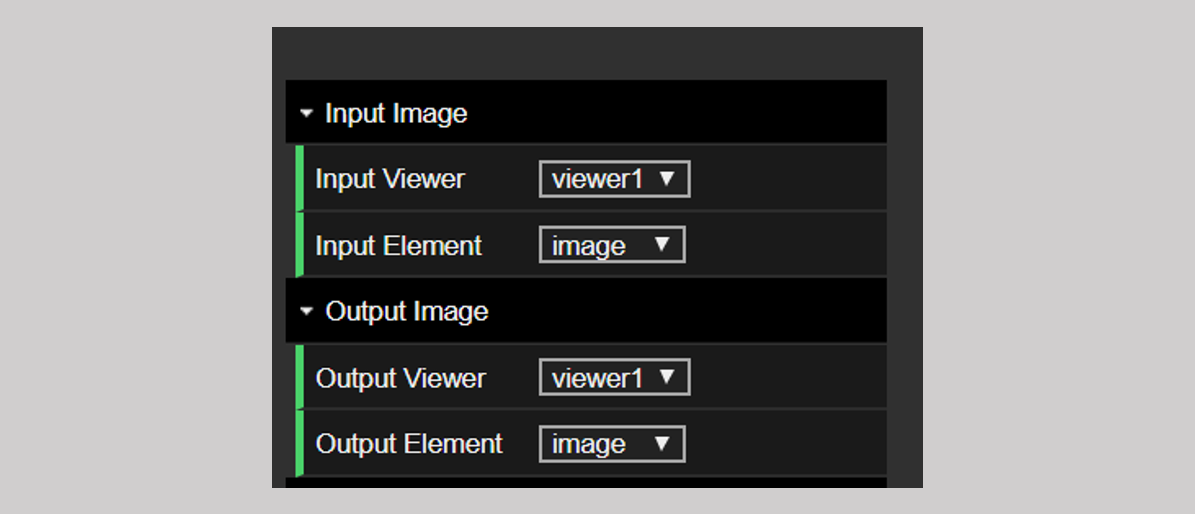 Input Image
Input Viewer viewer1
Input Element image
Output Image
Output Viewer viewer1
Output Element image